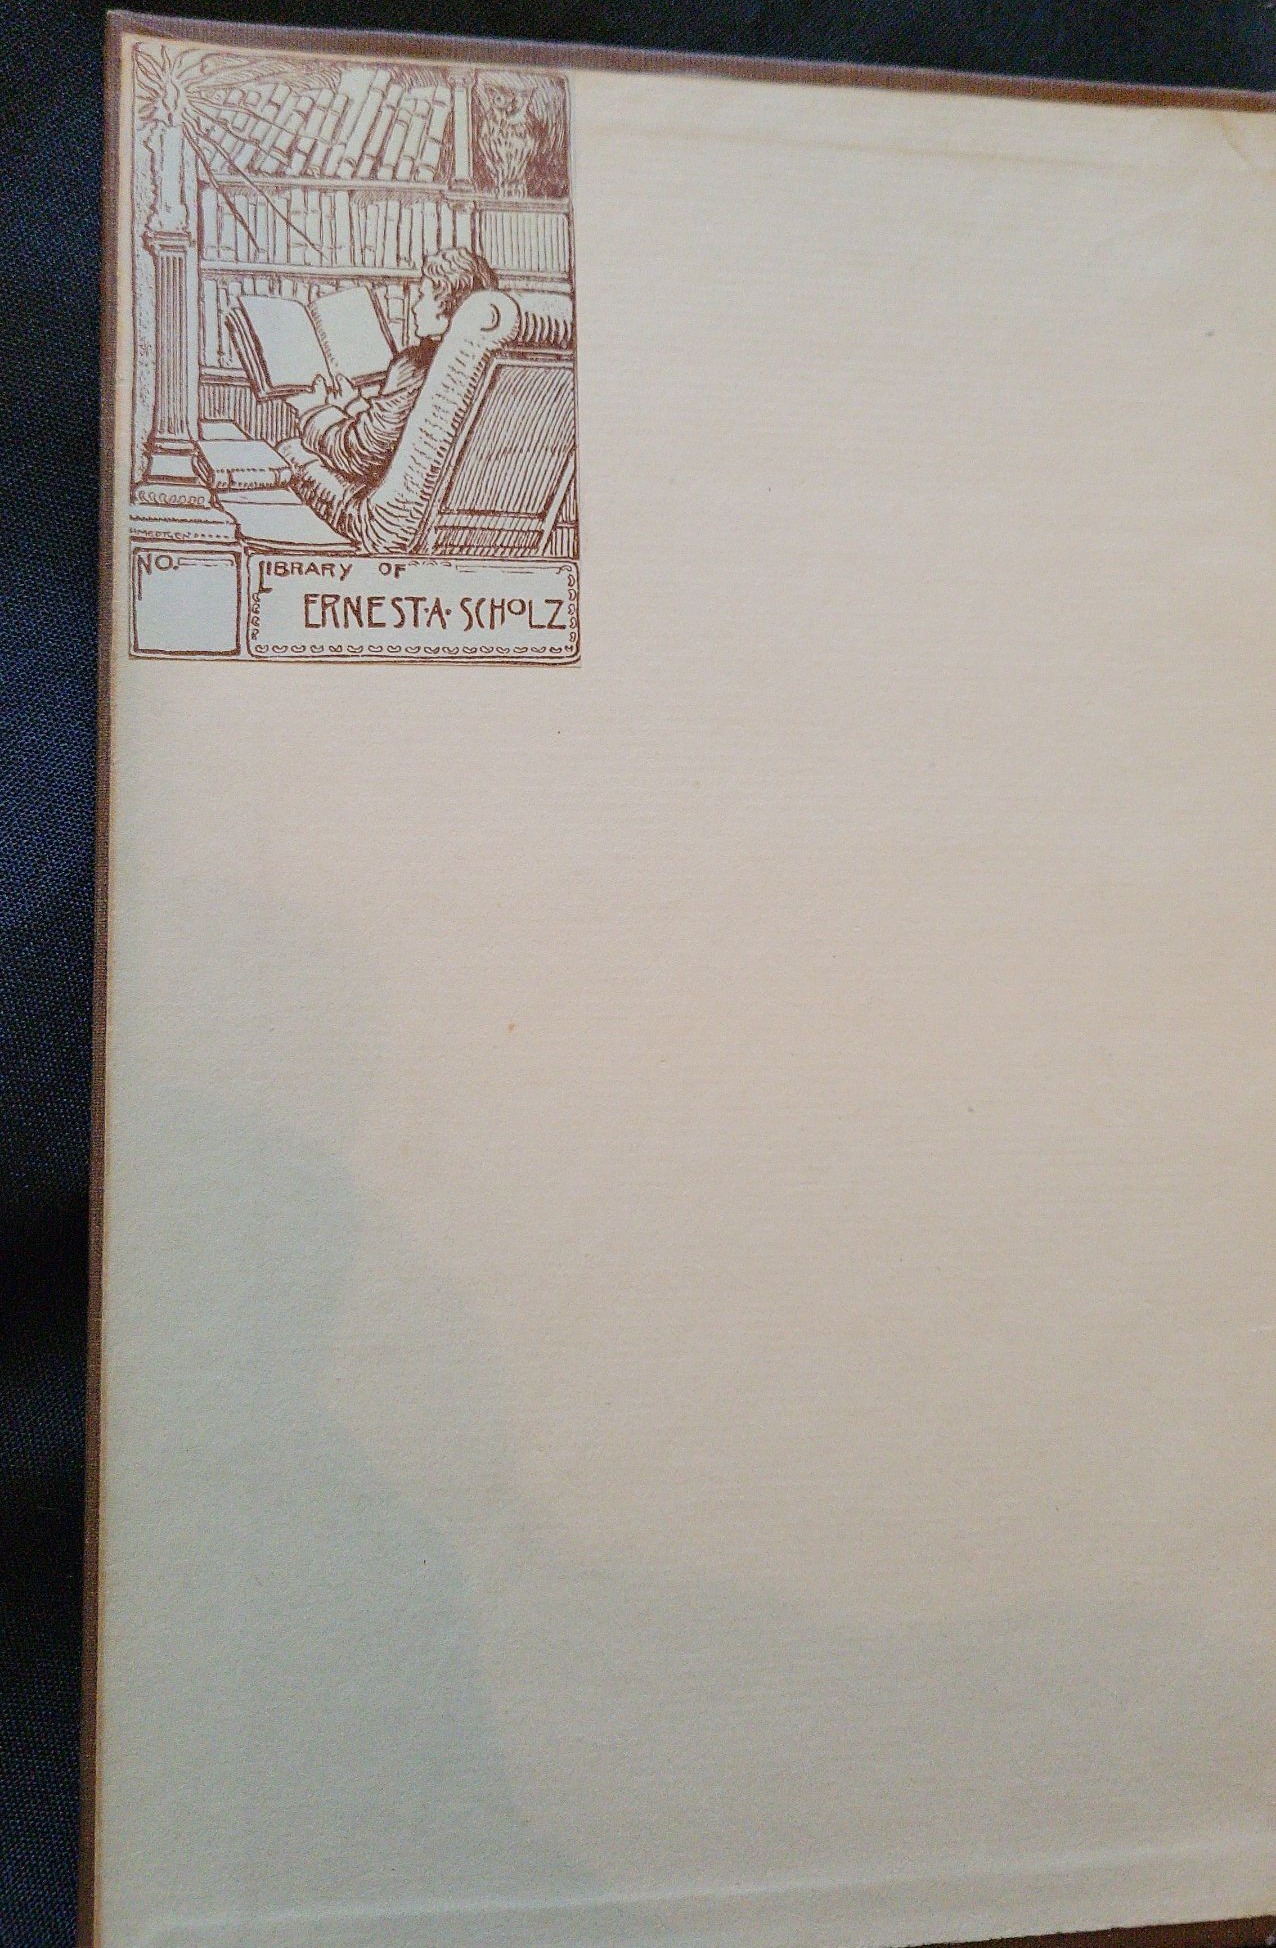 NO.
LIBRARY OF
ERNEST·A·SCHOLZ